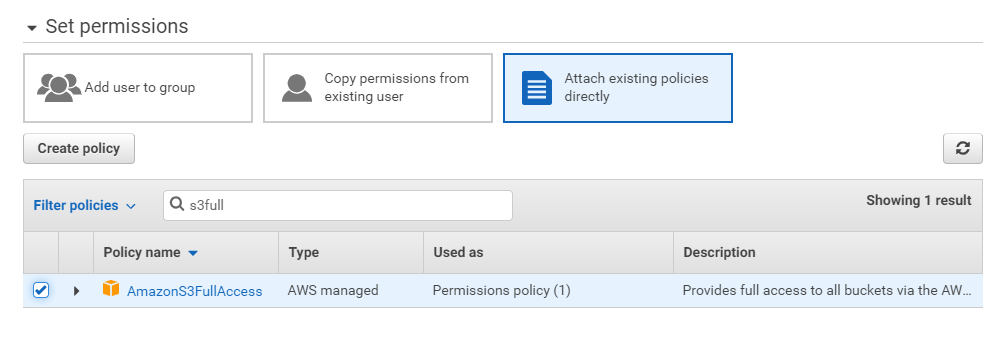 Set permissions
Add user to group
Copy permissions from
existing user
Attach existing policies
directly
Create policy
Filter policies
s3full
Showing 1 result
Policy name
Type
Used as
Description
AmazonS3FullAccess
AWS managed
Permissions policy (1)
Provides full access to all buckets via the AW...